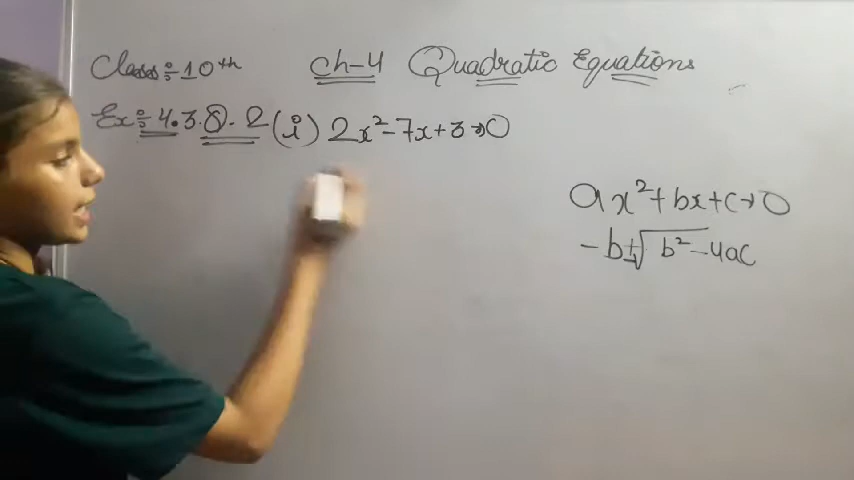 Class÷10th Ch-4 Quadratic Equations
Ex÷4.3.Q.2 (i) 2x²-7x+3→0
ax²+bx+c→0
-b±√b²-4ac